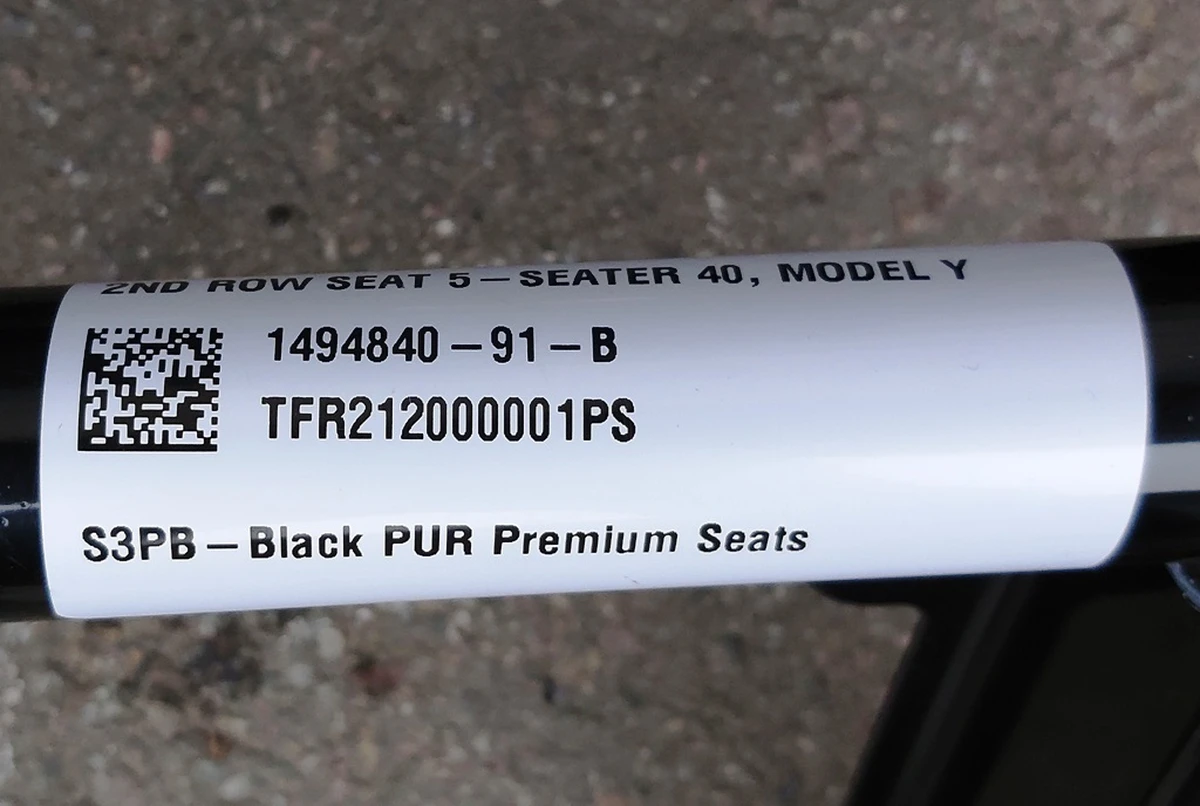 2ND ROW SEAT 5-SEATER 40, MODEL Y
1494840-91-B
TFR212000001PS
S3PB-Black PUR Premium Seats